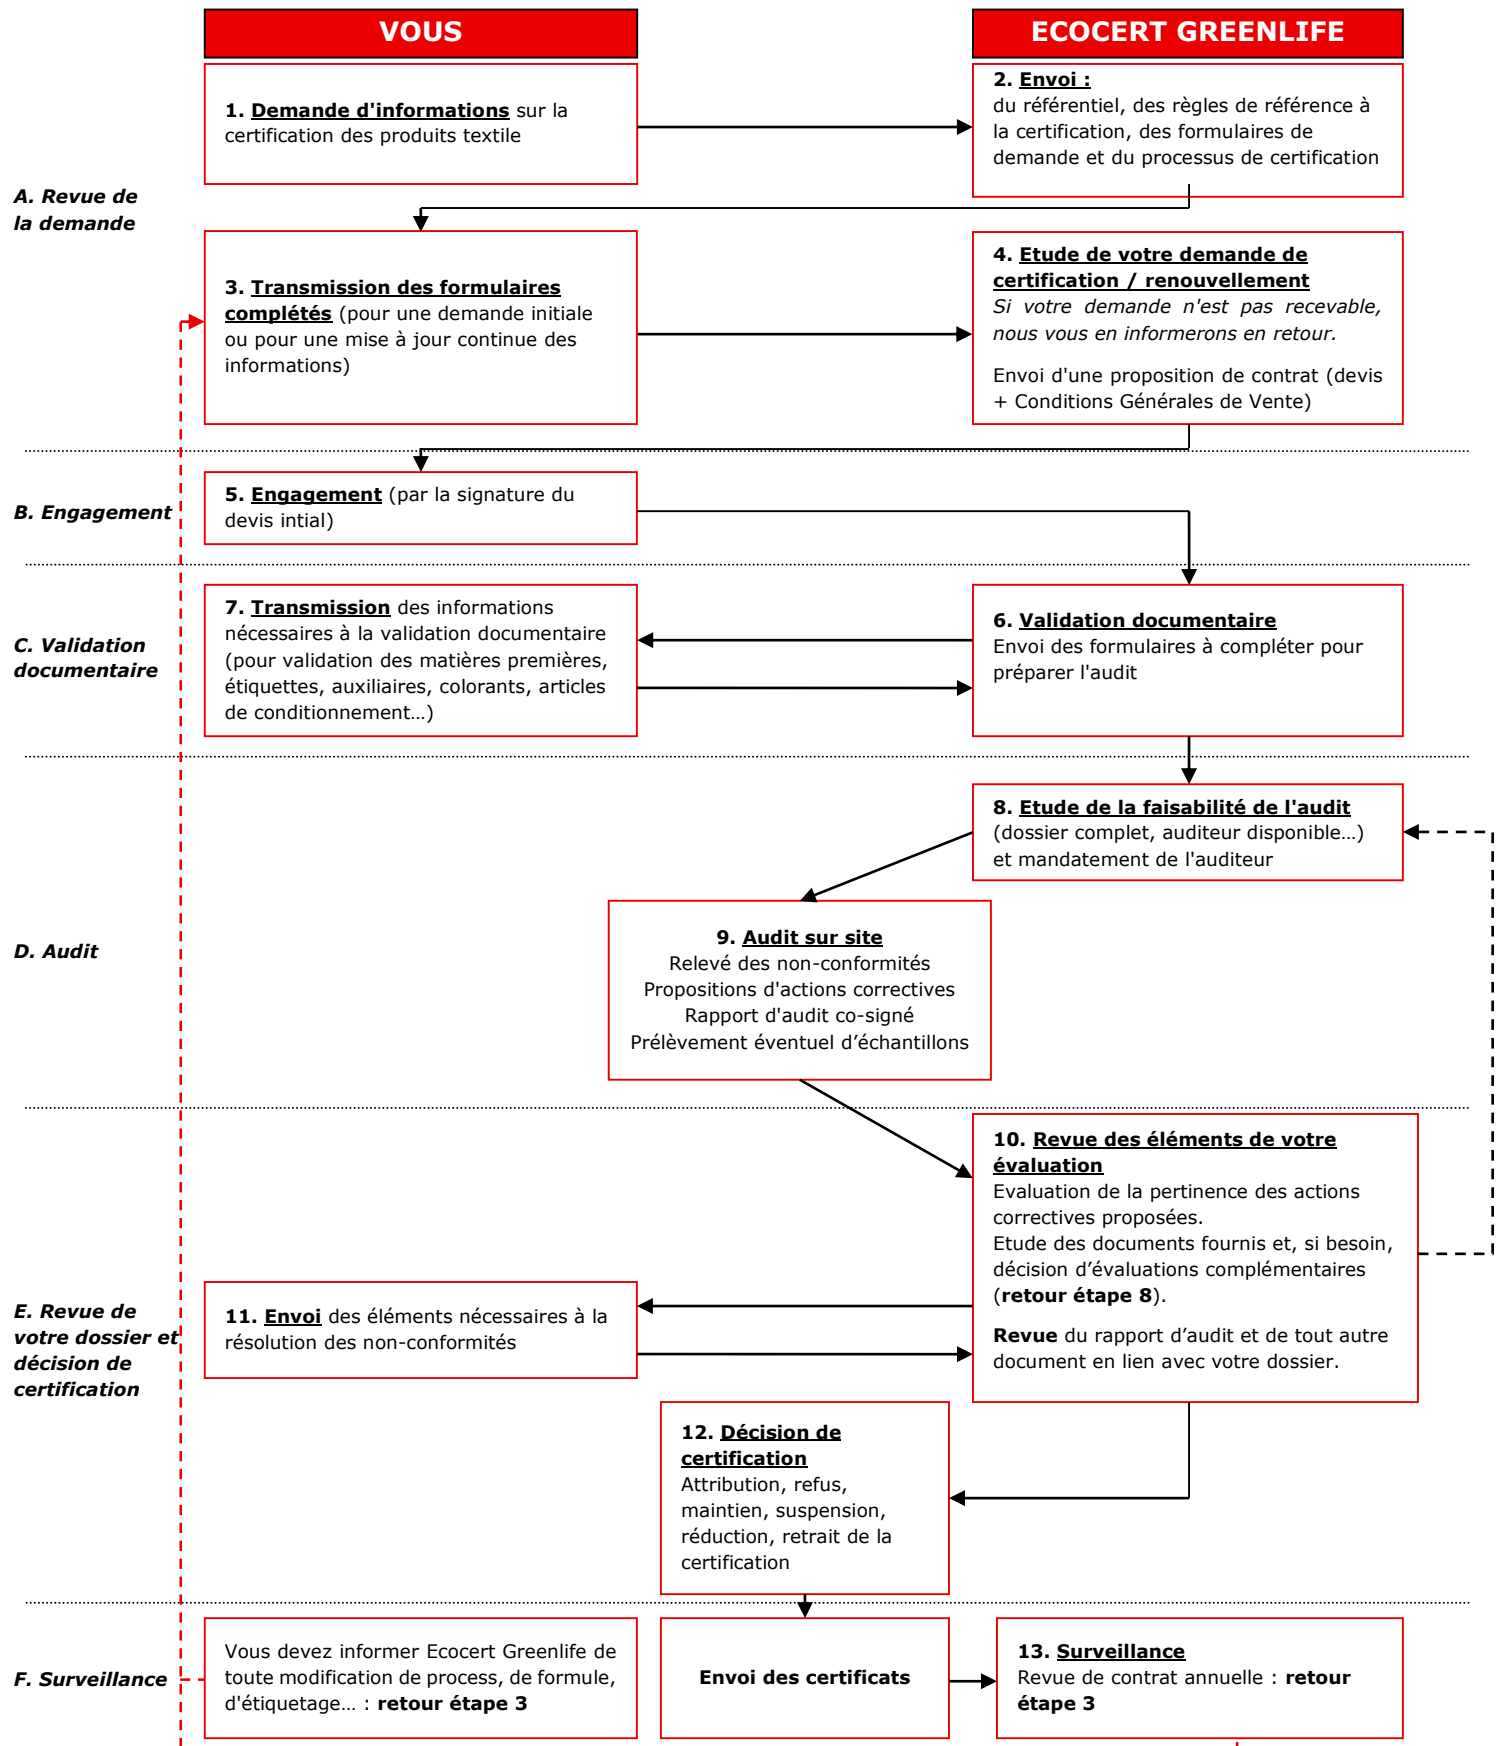 VOUS
ECOCERT GREENLIFE
A. Revue de
la demande
1. Demande d'informations sur la
certification des produits textile
2. Envoi :
du référentiel, des règles de référence à
la certification, des formulaires de
demande et du processus de certification
3. Transmission des formulaires
complétés (pour une demande initiale
ou pour une mise à jour continue des
informations)
4. Etude de votre demande de
certification / renouvellement
Si votre demande n'est pas recevable,
nous vous en informerons en retour.
Envoi d'une proposition de contrat (devis
+ Conditions Générales de Vente)
B. Engagement
5. Engagement (par la signature du
devis intial)
C. Validation
documentaire
7. Transmission des informations
nécessaires à la validation documentaire
(pour validation des matières premières,
étiquettes, auxiliaires, colorants, articles
de conditionnement…)
6. Validation documentaire
Envoi des formulaires à compléter pour
préparer l'audit
D. Audit
8. Etude de la faisabilité de l'audit
(dossier complet, auditeur disponible…)
et mandatement de l'auditeur
9. Audit sur site
Relevé des non-conformités
Propositions d'actions correctives
Rapport d'audit co-signé
Prélèvement éventuel d’échantillons
E. Revue de
votre dossier et
décision de
certification
10. Revue des éléments de votre
évaluation
Evaluation de la pertinence des actions
correctives proposées.
Etude des documents fournis et, si besoin,
décision d’évaluations complémentaires
(retour étape 8).
Revue du rapport d’audit et de tout autre
document en lien avec votre dossier.
11. Envoi des éléments nécessaires à la
résolution des non-conformités
12. Décision de
certification
Attribution, refus,
maintien, suspension,
réduction, retrait de la
certification
F. Surveillance
Vous devez informer Ecocert Greenlife de
toute modification de process, de formule,
d'étiquetage… : retour étape 3
Envoi des certificats
13. Surveillance
Revue de contrat annuelle : retour
étape 3